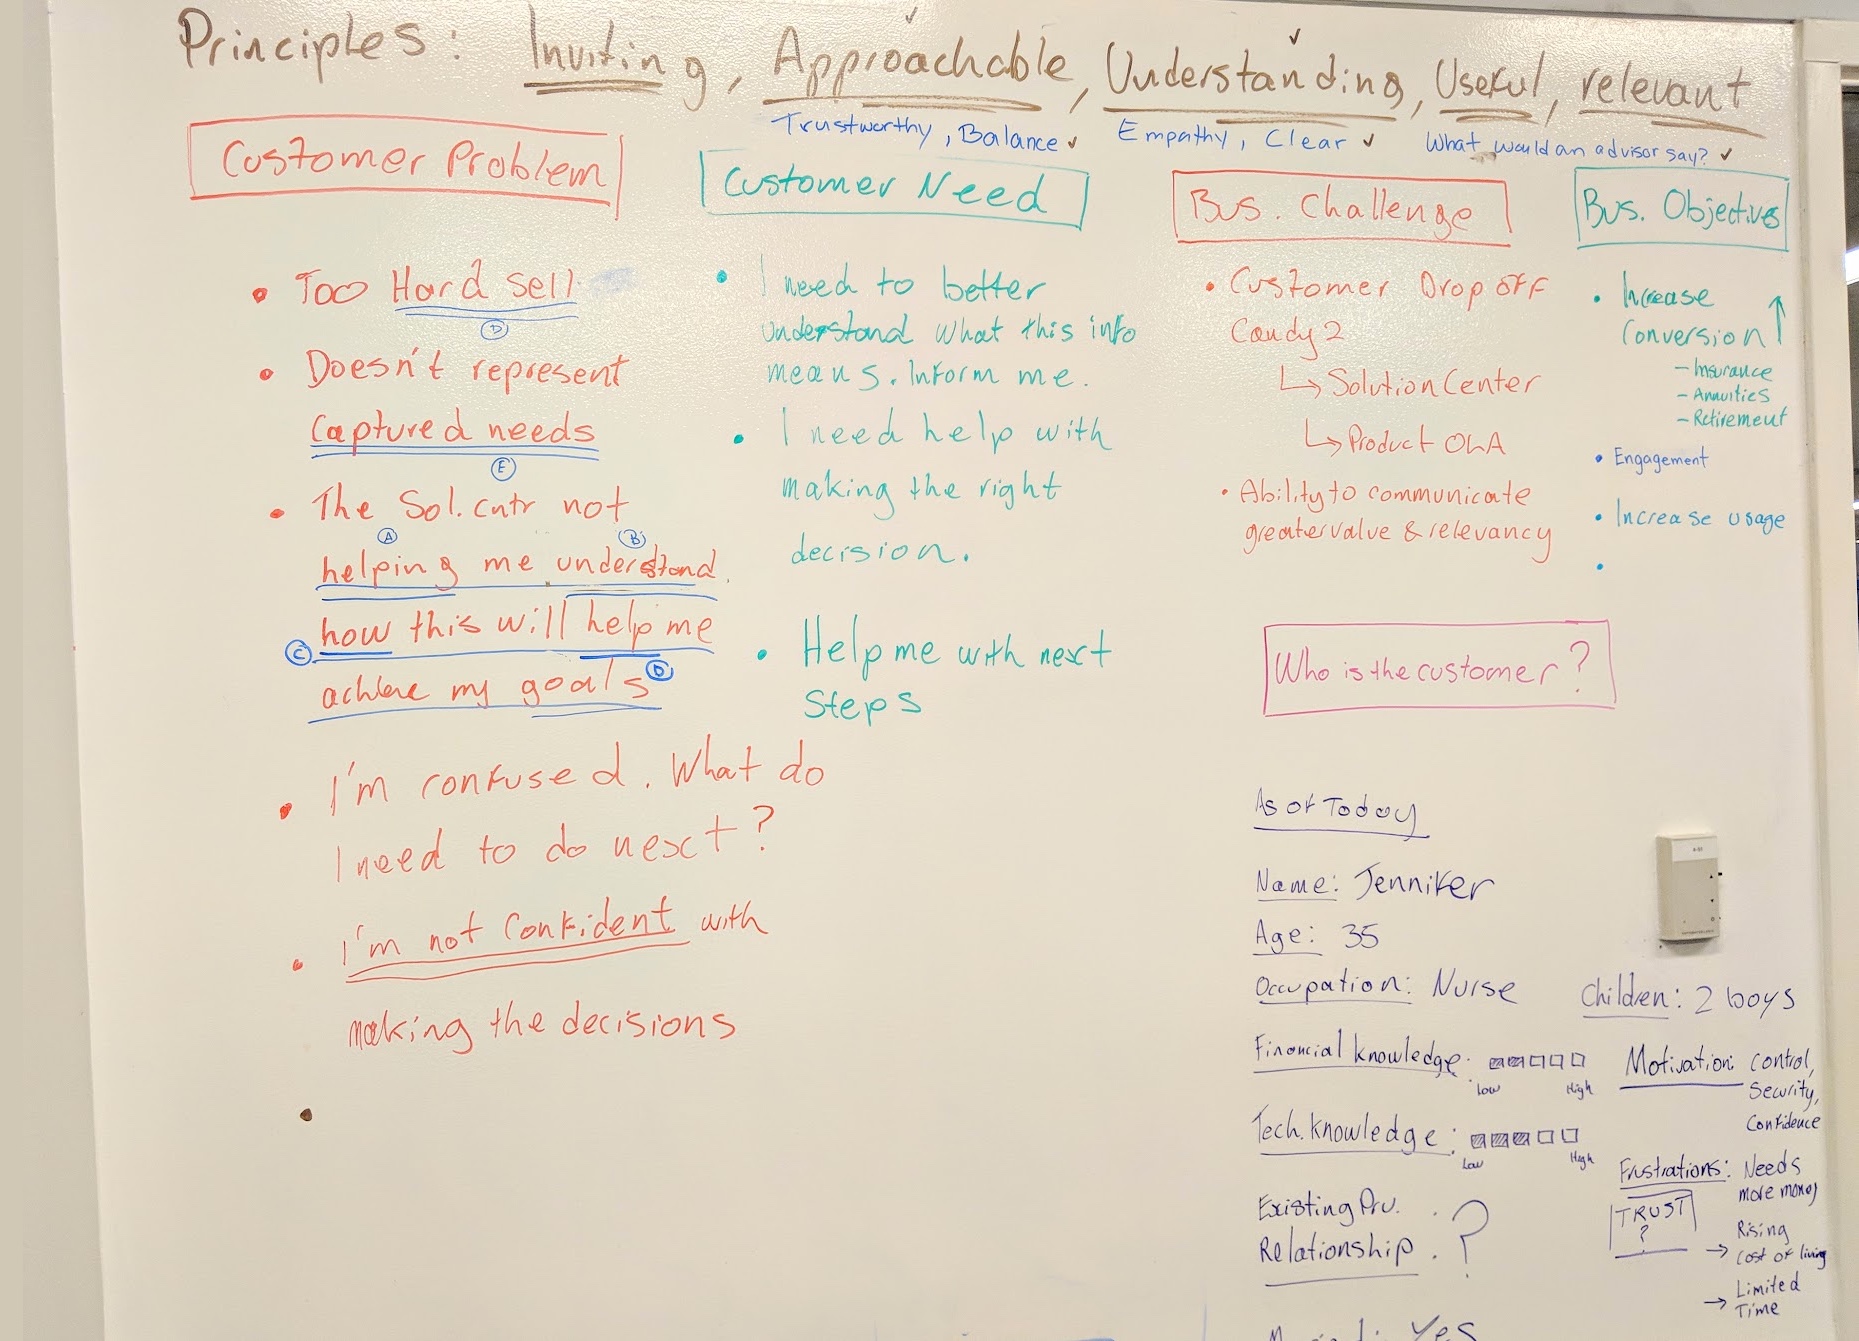 Principles: Inviting, Approachable, Understanding, Useful, relevant
Trustworthy, Balance ✓ Empathy, Clear ✓ What would an advisor say? ✓
Customer Problem
• Too Hard sell
D
• Doesn't represent
captured needs
E
• The Sol. cntr not
A B
helping me understand
how this will help me
C
achieve my goals
D
• I'm confused. What do
I need to do next?
• I'm not confident with
making the decisions
Customer Need
• I need to better
understand what this info
means. Inform me.
• I need help with
making the right
decision.
• Help me with next
steps
Bus. Challenge
• Customer Drop off
Candy 2
↳ Solution Center
↳ Product OLA
• Ability to communicate
greater value & relevancy
Bus. Objectives
• Increase
Conversion ↑
- Insurance
- Annuities
- Retirement
• Engagement
• Increase usage
•
Who is the customer?
As of Today
Name: Jennifer
Age: 35
Occupation: Nurse
Children: 2 boys
Financial knowledge:
Low High
Tech. knowledge:
Low High
Existing Pru.
Relationship : ?
Motivation: control,
Security,
Confidence
Frustrations: Needs
more money
TRUST
?
→ Rising
cost of living
→ Limited
Time
Yes